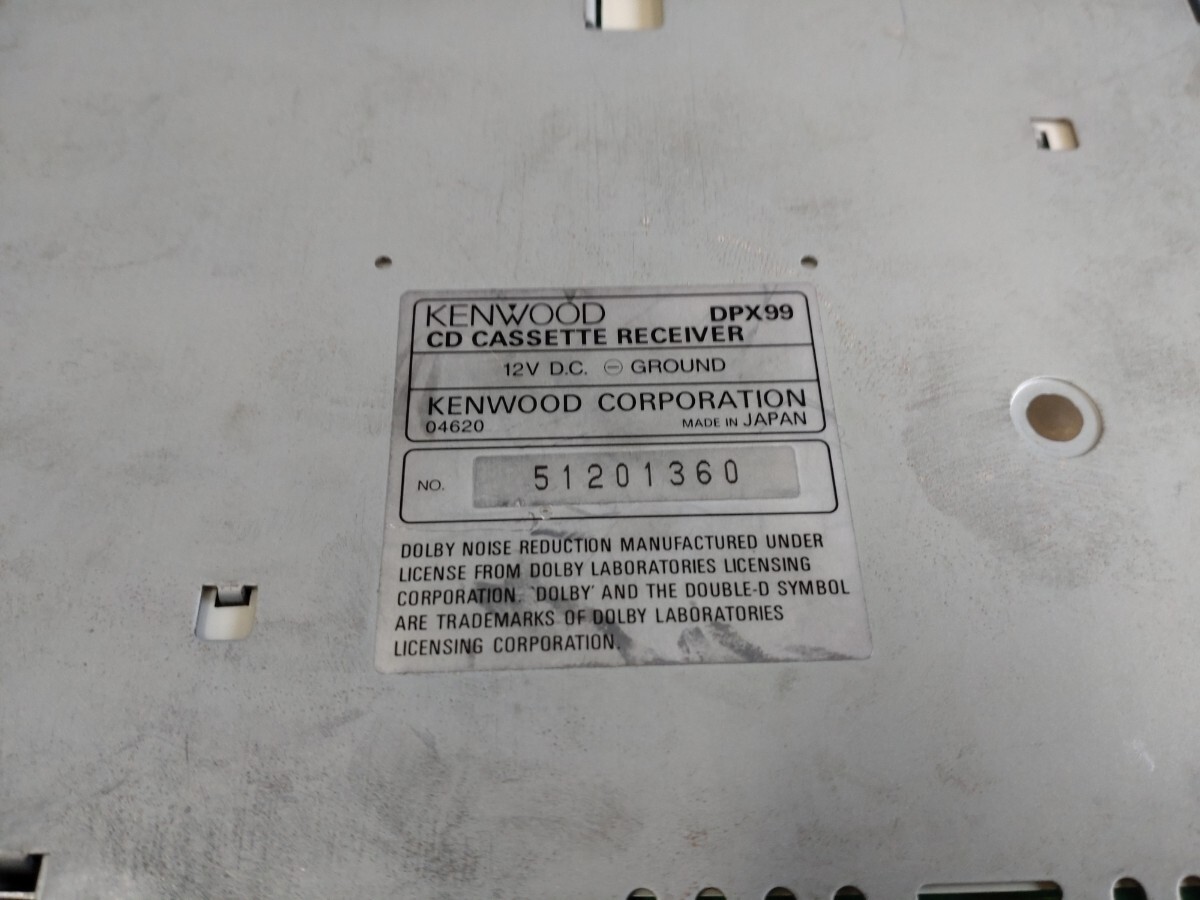 KENWOOD DPX99
CD CASSETTE RECEIVER
12V D.C. ⊖ GROUND
KENWOOD CORPORATION
04620 MADE IN JAPAN
NO. 51201360
DOLBY NOISE REDUCTION MANUFACTURED UNDER
LICENSE FROM DOLBY LABORATORIES LICENSING
CORPORATION. 'DOLBY' AND THE DOUBLE-D SYMBOL
ARE TRADEMARKS OF DOLBY LABORATORIES
LICENSING CORPORATION.